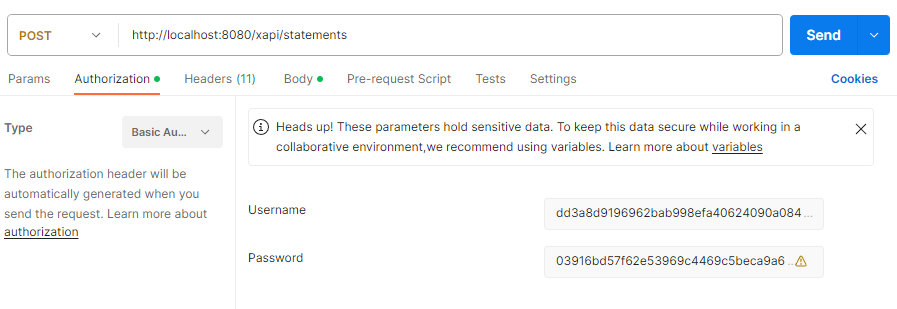 POST http://localhost:8080/xapi/statements Send
Params Authorization Headers (11) Body Pre-request Script Tests Settings Cookies
Type Basic Au...
The authorization header will be
automatically generated when you
send the request. Learn more about
authorization
Heads up! These parameters hold sensitive data. To keep this data secure while working in a
collaborative environment,we recommend using variables. Learn more about variables
Username dd3a8d9196962bab998efa40624090a084 ...
Password 03916bd57f62e53969c4469c5beca9a6 ...